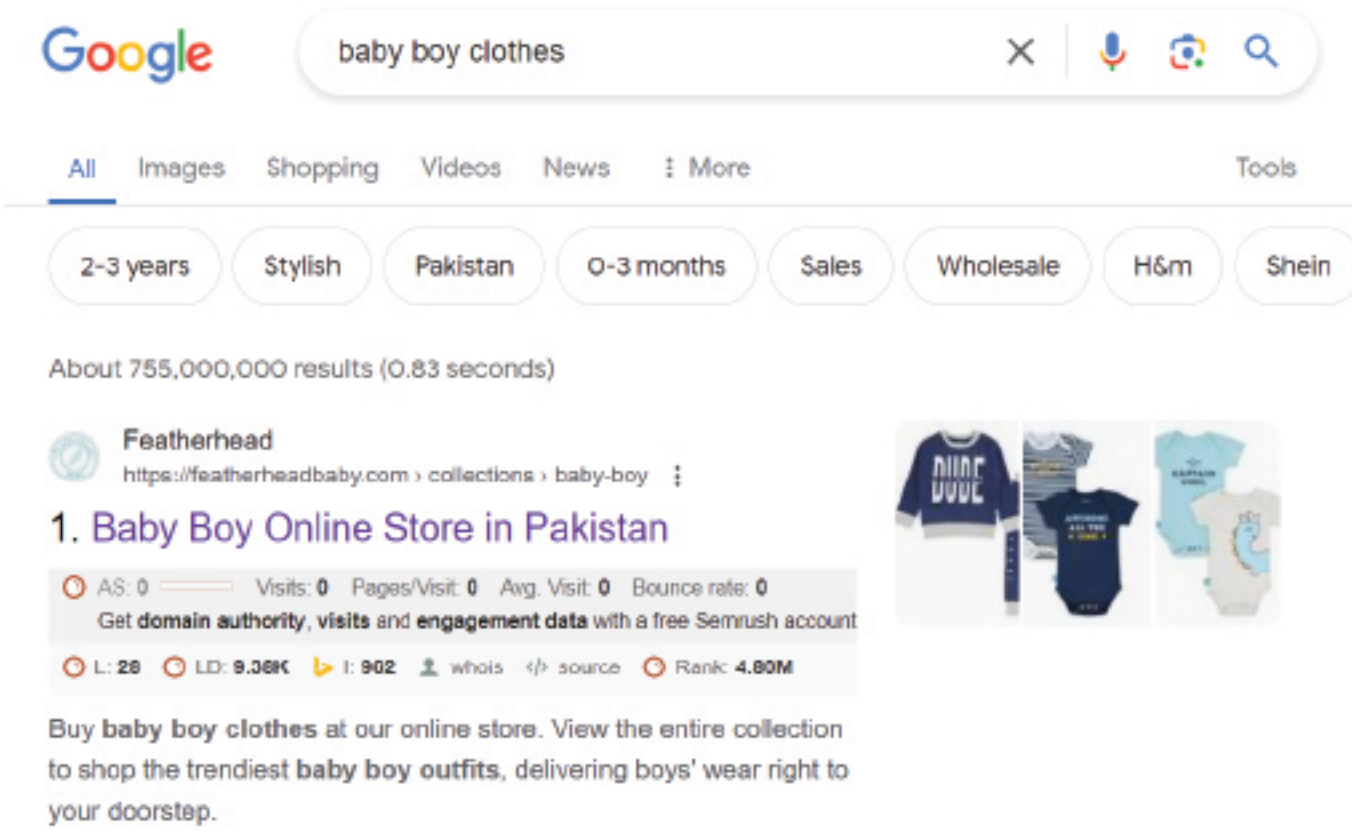 Google
baby boy clothes
All Images Shopping Videos News More Tools
2-3 years Stylish Pakistan 0-3 months Sales Wholesale H&m Shein
About 755,000,000 results (0.83 seconds)
Featherhead
https://featherheadbaby.com › collections › baby-boy
1. Baby Boy Online Store in Pakistan
AS: 0 Visits: 0 Pages/Visit: 0 Avg. Visit: 0 Bounce rate: 0
Get domain authority, visits and engagement data with a free Semrush account
L: 28 LD: 9.38K I: 902 whois </> source Rank: 4.80M
Buy baby boy clothes at our online store. View the entire collection
to shop the trendiest baby boy outfits, delivering boys' wear right to
your doorstep.
DUDE